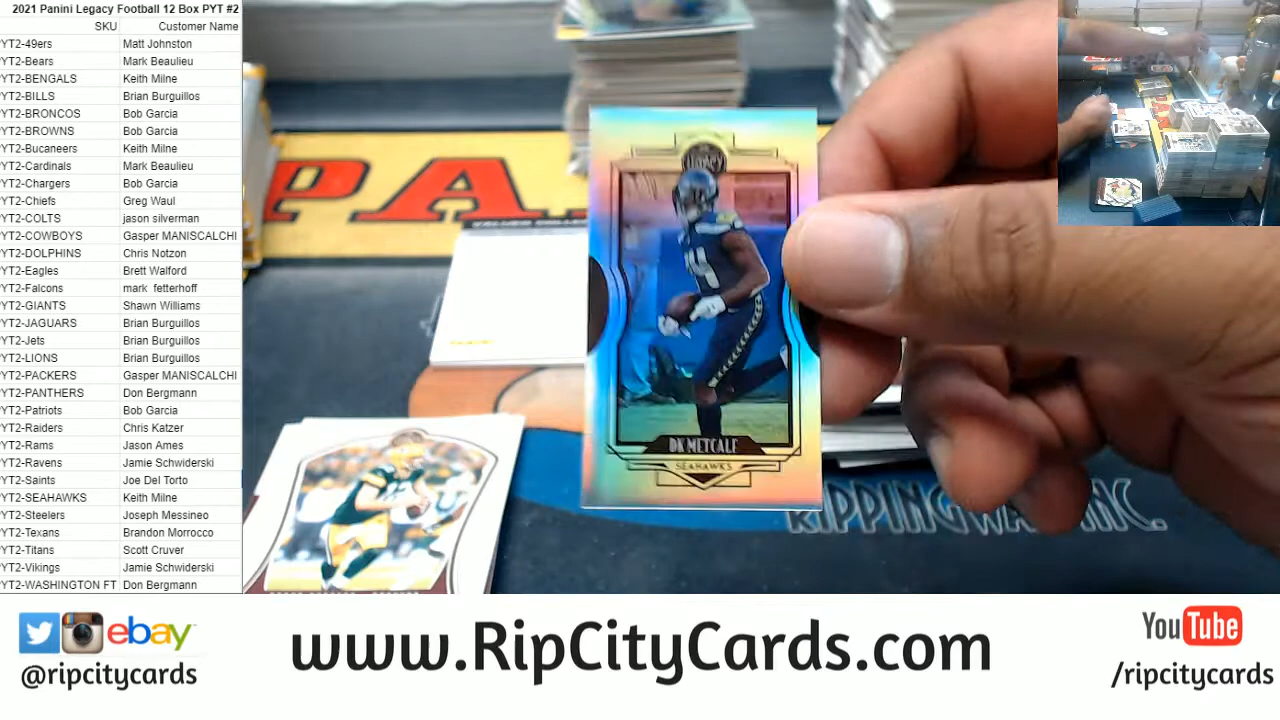 2021 Panini Legacy Football 12 Box PYT #2
SKU Customer Name
YT2-49ers Matt Johnston
YT2-Bears Mark Beaulieu
YT2-BENGALS Keith Milne
YT2-BILLS Brian Burguillos
YT2-BRONCOS Bob Garcia
YT2-BROWNS Bob Garcia
YT2-Bucaneers Keith Milne
YT2-Cardinals Mark Beaulieu
YT2-Chargers Bob Garcia
YT2-Chiefs Greg Waul
YT2-COLTS jason silverman
YT2-COWBOYS Gasper MANISCALCHI
YT2-DOLPHINS Chris Notzon
YT2-Eagles Brett Walford
YT2-Falcons mark fetterhoff
YT2-GIANTS Shawn Williams
YT2-JAGUARS Brian Burguillos
YT2-Jets Brian Burguillos
YT2-LIONS Brian Burguillos
YT2-PACKERS Gasper MANISCALCHI
YT2-PANTHERS Don Bergmann
YT2-Patriots Bob Garcia
YT2-Raiders Chris Katzer
YT2-Rams Jason Ames
YT2-Ravens Jamie Schwiderski
YT2-Saints Joe Del Torto
YT2-SEAHAWKS Keith Milne
YT2-Steelers Joseph Messineo
YT2-Texans Brandon Morrocco
YT2-Titans Scott Cruver
YT2-Vikings Jamie Schwiderski
YT2-WASHINGTON FT Don Bergmann
PA
LEGACY
DK METCALF
SEAHAWKS
RIPPINGWAX INC.
ebay
@ripcitycards
www.RipCityCards.com
YouTube
/ripcitycards